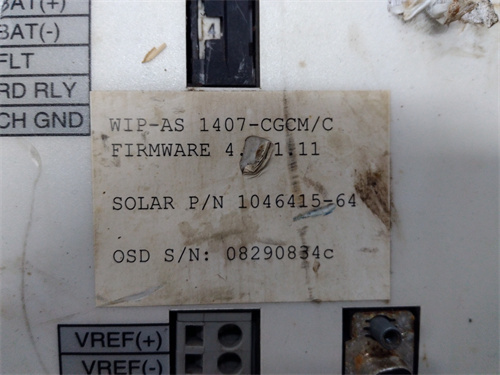 BAT(+)
BAT(-)
FLT
RD RLY
CH GND
4
WIP-AS 1407-CGCM/C
FIRMWARE
SOLAR P/N 1046415-64
OSD S/N: 08290834c
VREF(+)
VREF(-)